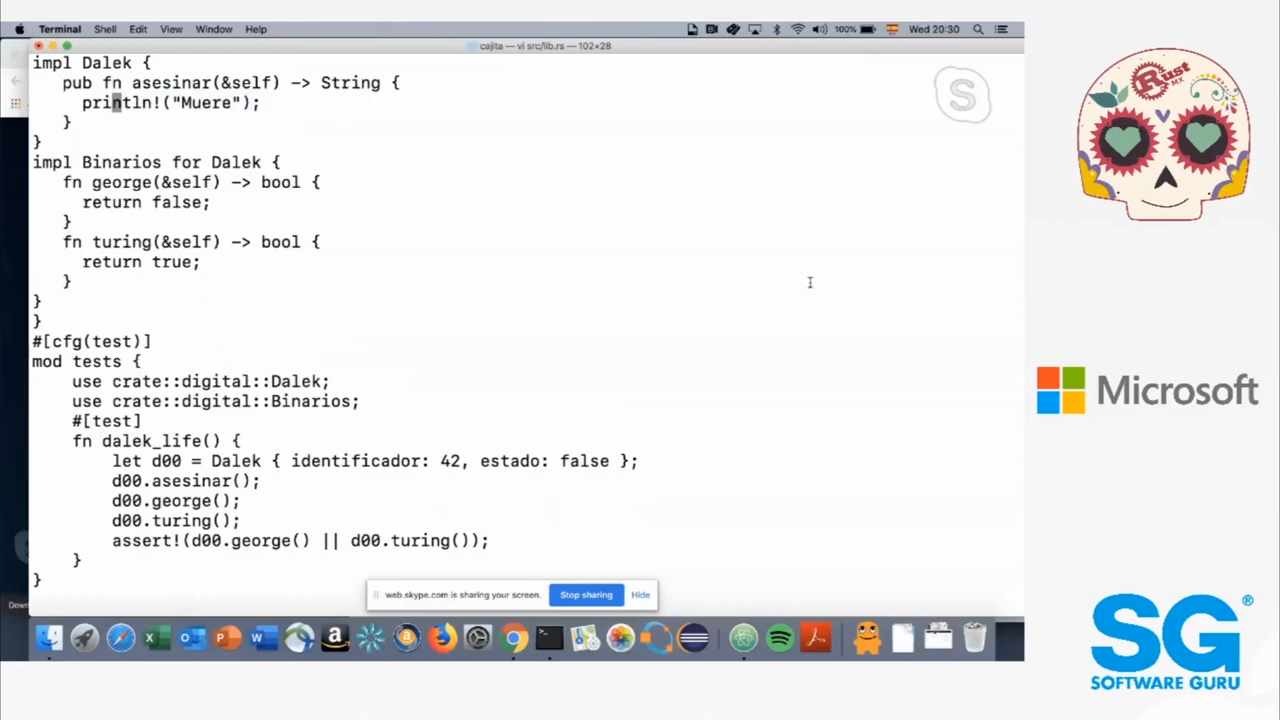 Terminal Shell Edit View Window Help 100% Wed 20:30
cajita — vi src/lib.rs — 102×28
impl Dalek {
pub fn asesinar(&self) -> String {
println!("Muere");
}
}
impl Binarios for Dalek {
fn george(&self) -> bool {
return false;
}
fn turing(&self) -> bool {
return true;
}
}
}
#[cfg(test)]
mod tests {
use crate::digital::Dalek;
use crate::digital::Binarios;
#[test]
fn dalek_life() {
let d00 = Dalek { identificador: 42, estado: false };
d00.asesinar();
d00.george();
d00.turing();
assert!(d00.george() || d00.turing());
}
}
web.skype.com is sharing your screen. Stop sharing Hide
Down
Rust
MX
Microsoft
SG®
SOFTWARE GURU